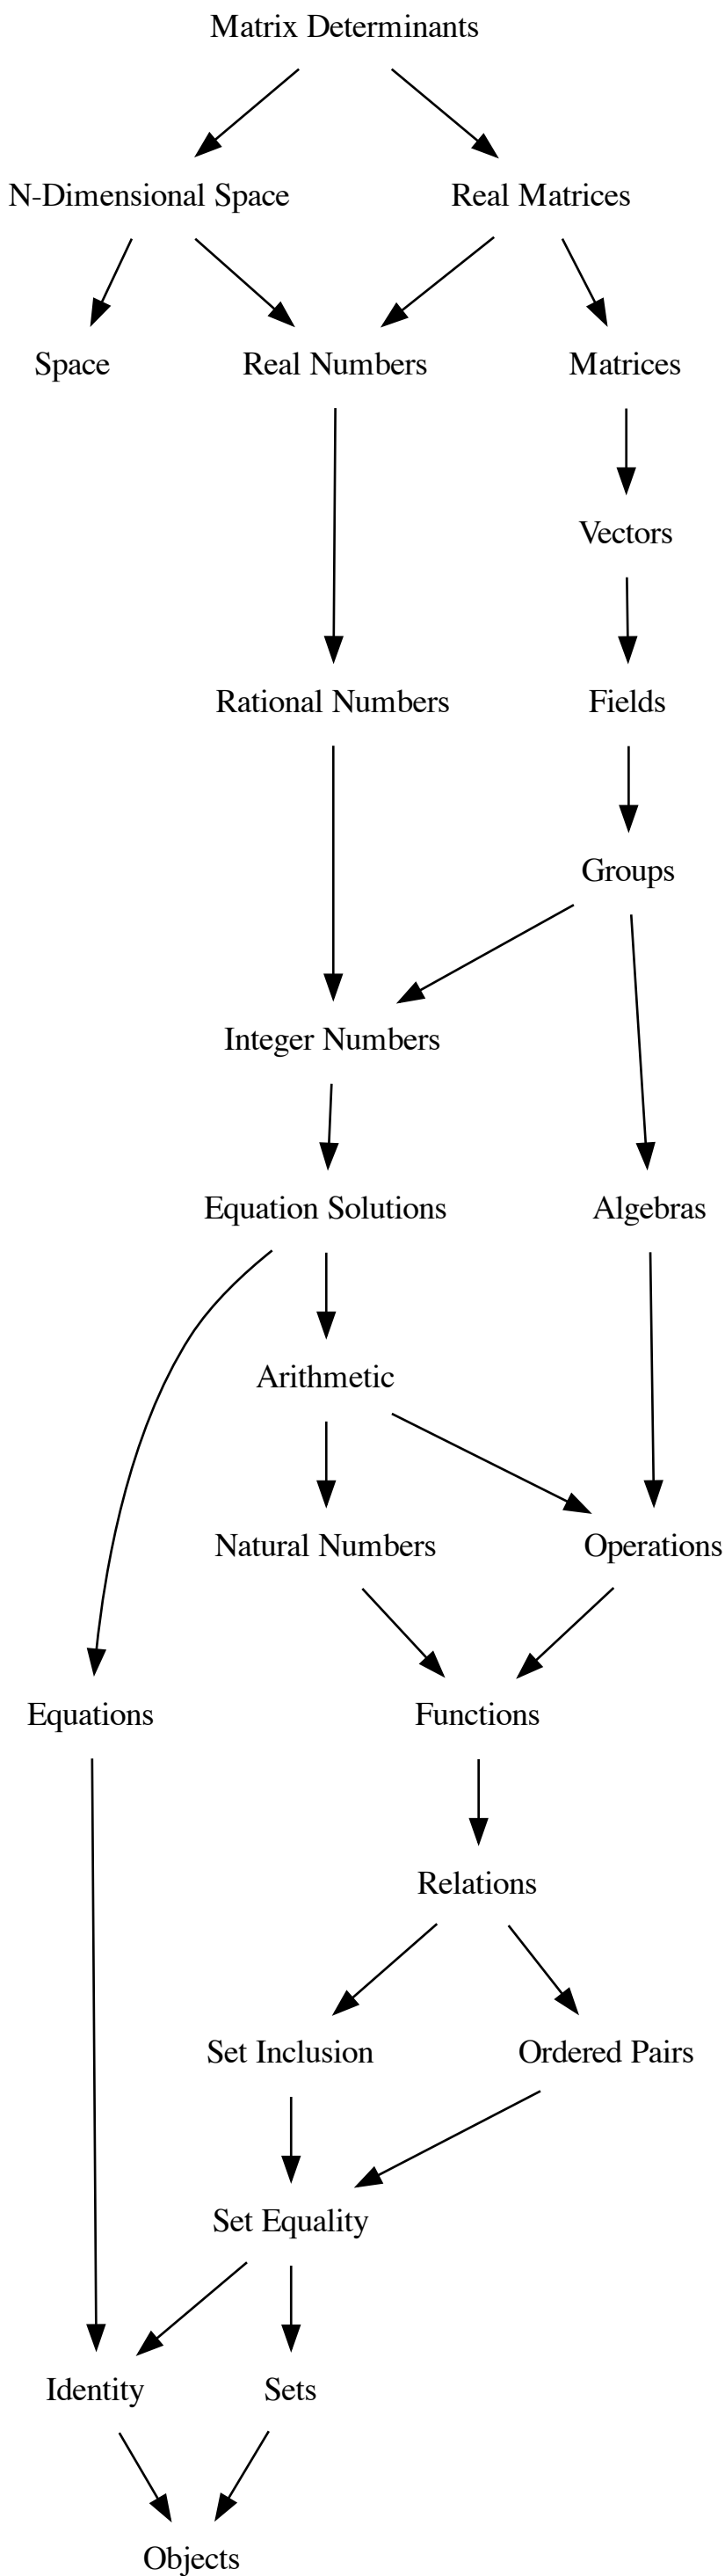 Matrix Determinants
N-Dimensional Space
Real Matrices
Space
Real Numbers
Matrices
Vectors
Rational Numbers
Fields
Groups
Integer Numbers
Equation Solutions
Algebras
Arithmetic
Natural Numbers
Operations
Equations
Functions
Relations
Set Inclusion
Ordered Pairs
Set Equality
Identity
Sets
Objects